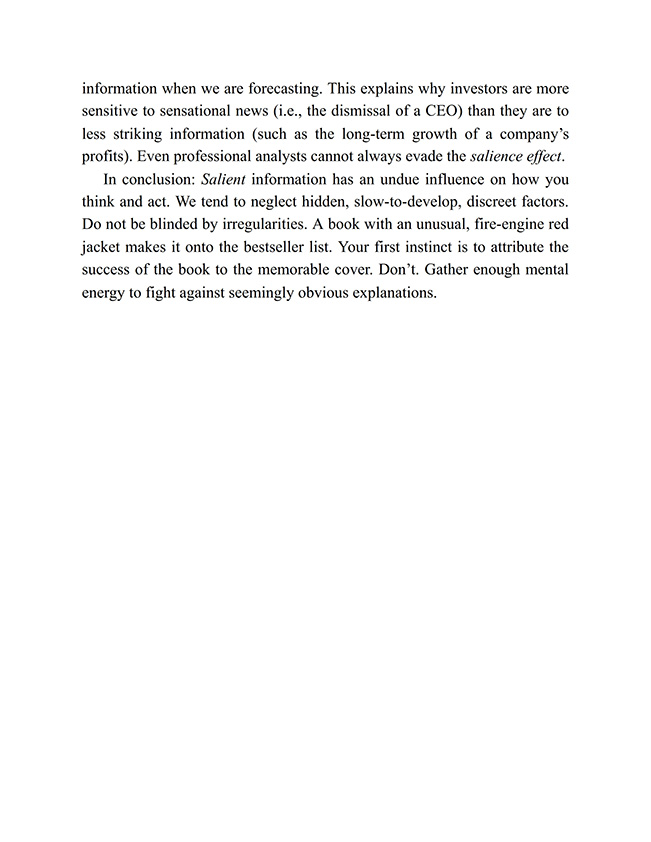 information when we are forecasting. This explains why investors are more
sensitive to sensational news (i.e., the dismissal of a CEO) than they are to
less striking information (such as the long-term growth of a company’s
profits). Even professional analysts cannot always evade the salience effect.
In conclusion: Salient information has an undue influence on how you
think and act. We tend to neglect hidden, slow-to-develop, discreet factors.
Do not be blinded by irregularities. A book with an unusual, fire-engine red
jacket makes it onto the bestseller list. Your first instinct is to attribute the
success of the book to the memorable cover. Don’t. Gather enough mental
energy to fight against seemingly obvious explanations.